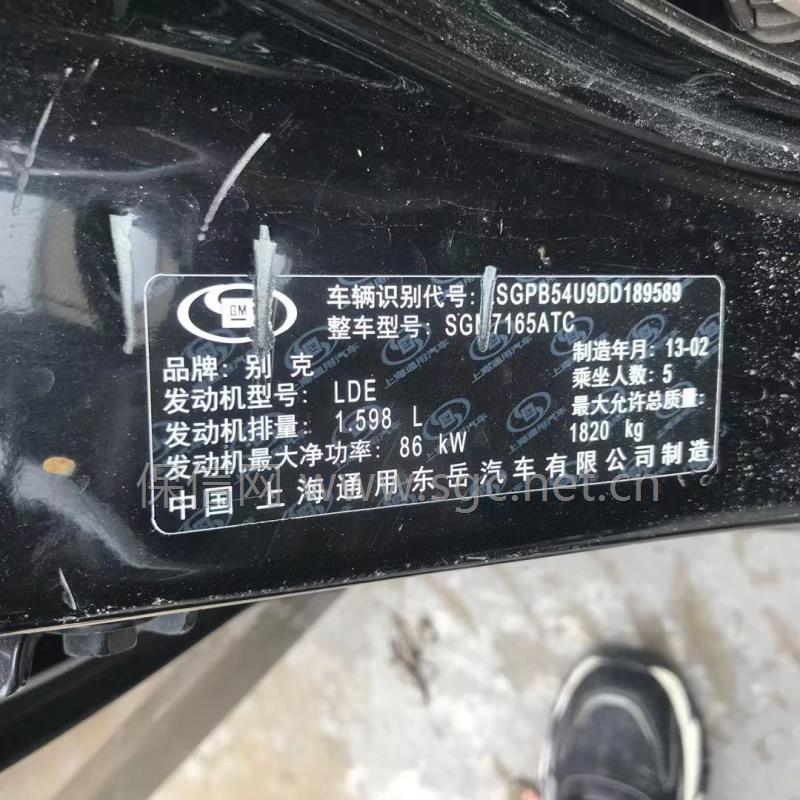 GM
车辆识别代号: SGPB54U9DD189589
整车型号: SG 7165ATC
品牌: 别克
制造年月: 13-02
发动机型号: LDE
乘坐人数: 5
发动机排量: 1.598 L
最大允许总质量:
发动机最大净功率: 86 kW
1820 kg
中国 上海通用东岳汽车有限公司制造
保信网 www.sgc.net.cn